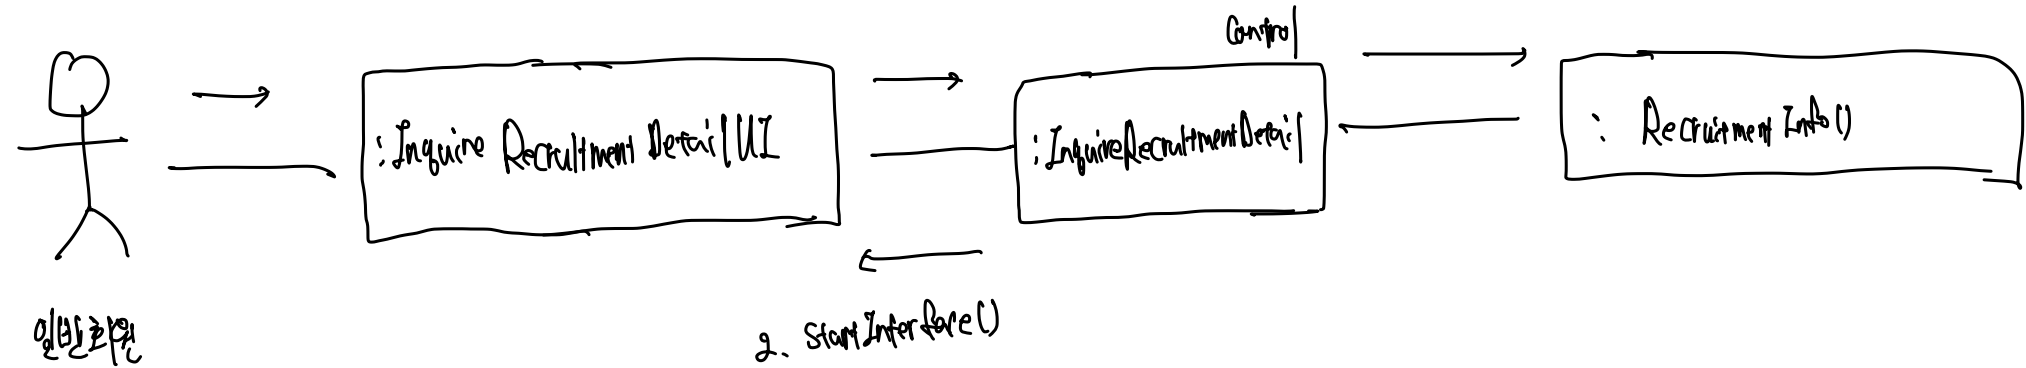 Control
:Inquire Recruitment Detail UI
:InquireRecruitmentDetail
: Recruitment Info()
일반회원
2. StartInterface()